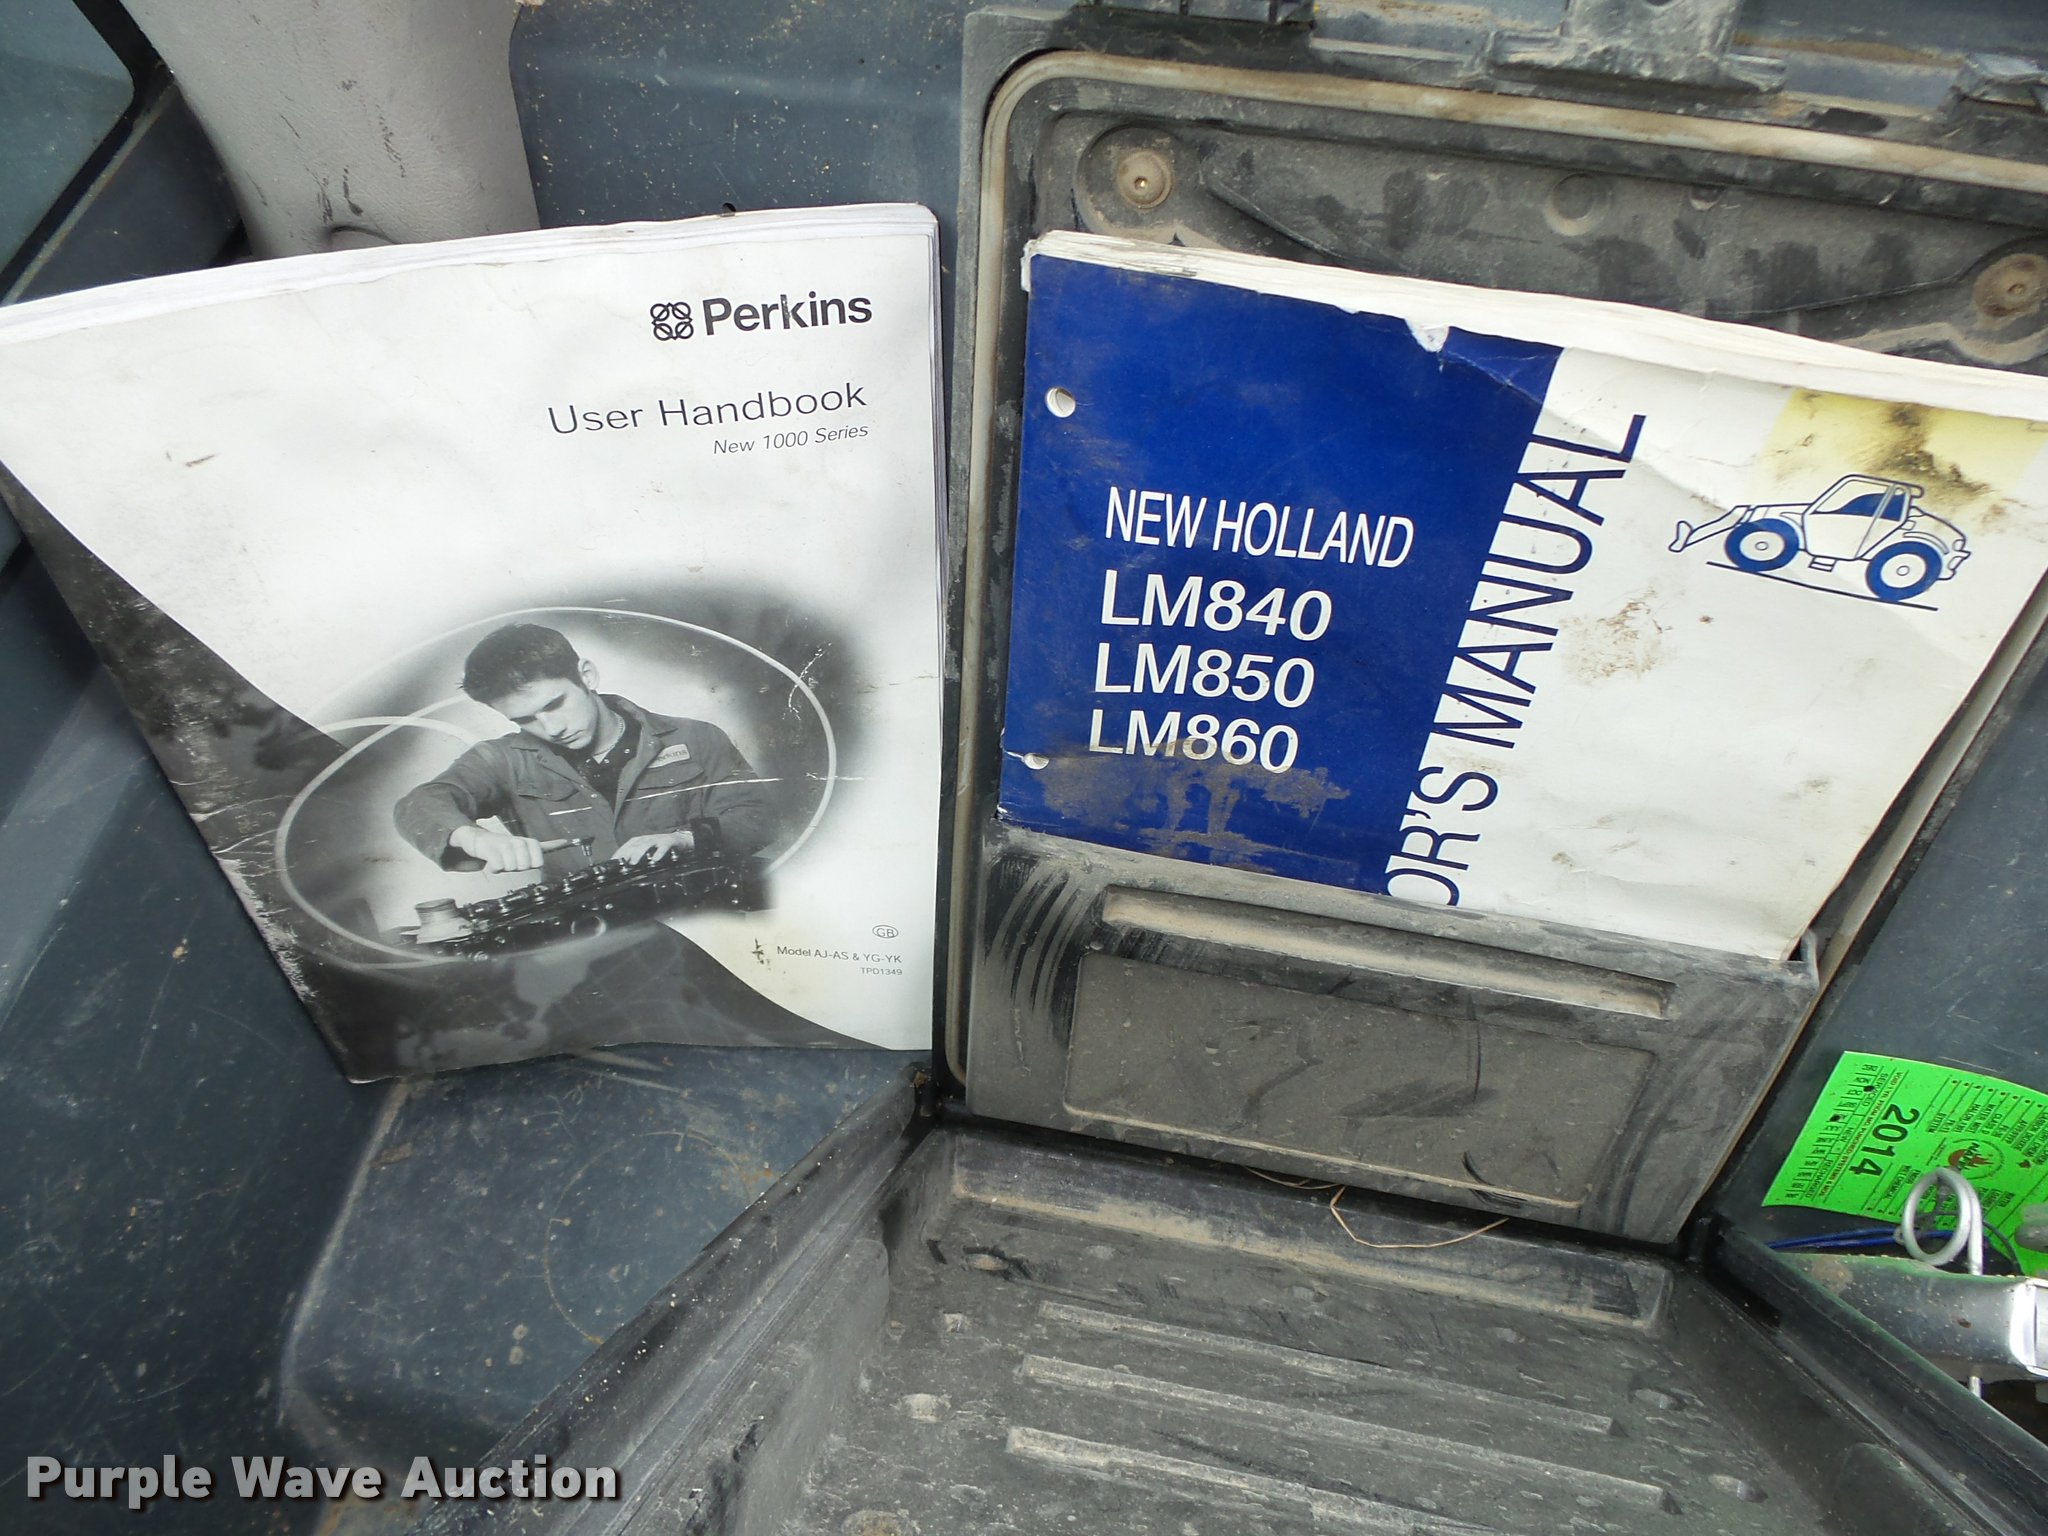 Perkins
User Handbook
New 1000 Series
Perkins
GB
Model AJ-AS & YG-YK
TPD1349
NEW HOLLAND
LM840
LM850
LM860
OR'S MANUAL
2014
Purple Wave Auction